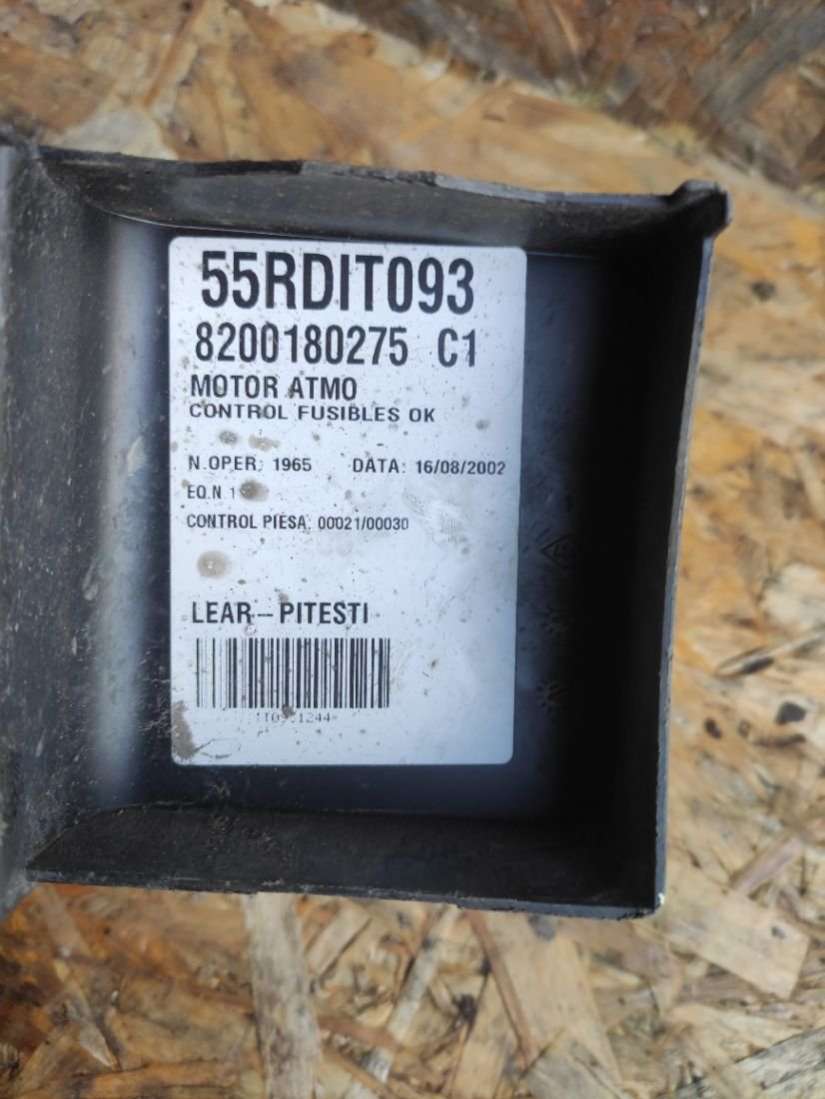 55RDIT093
8200180275 C1
MOTOR ATMO
CONTROL FUSIBLES OK
N.OPER: 1965 DATA: 16/08/2002
EQ.N.
CONTROL PIESA: 00021/00030
LEAR-PITESTI